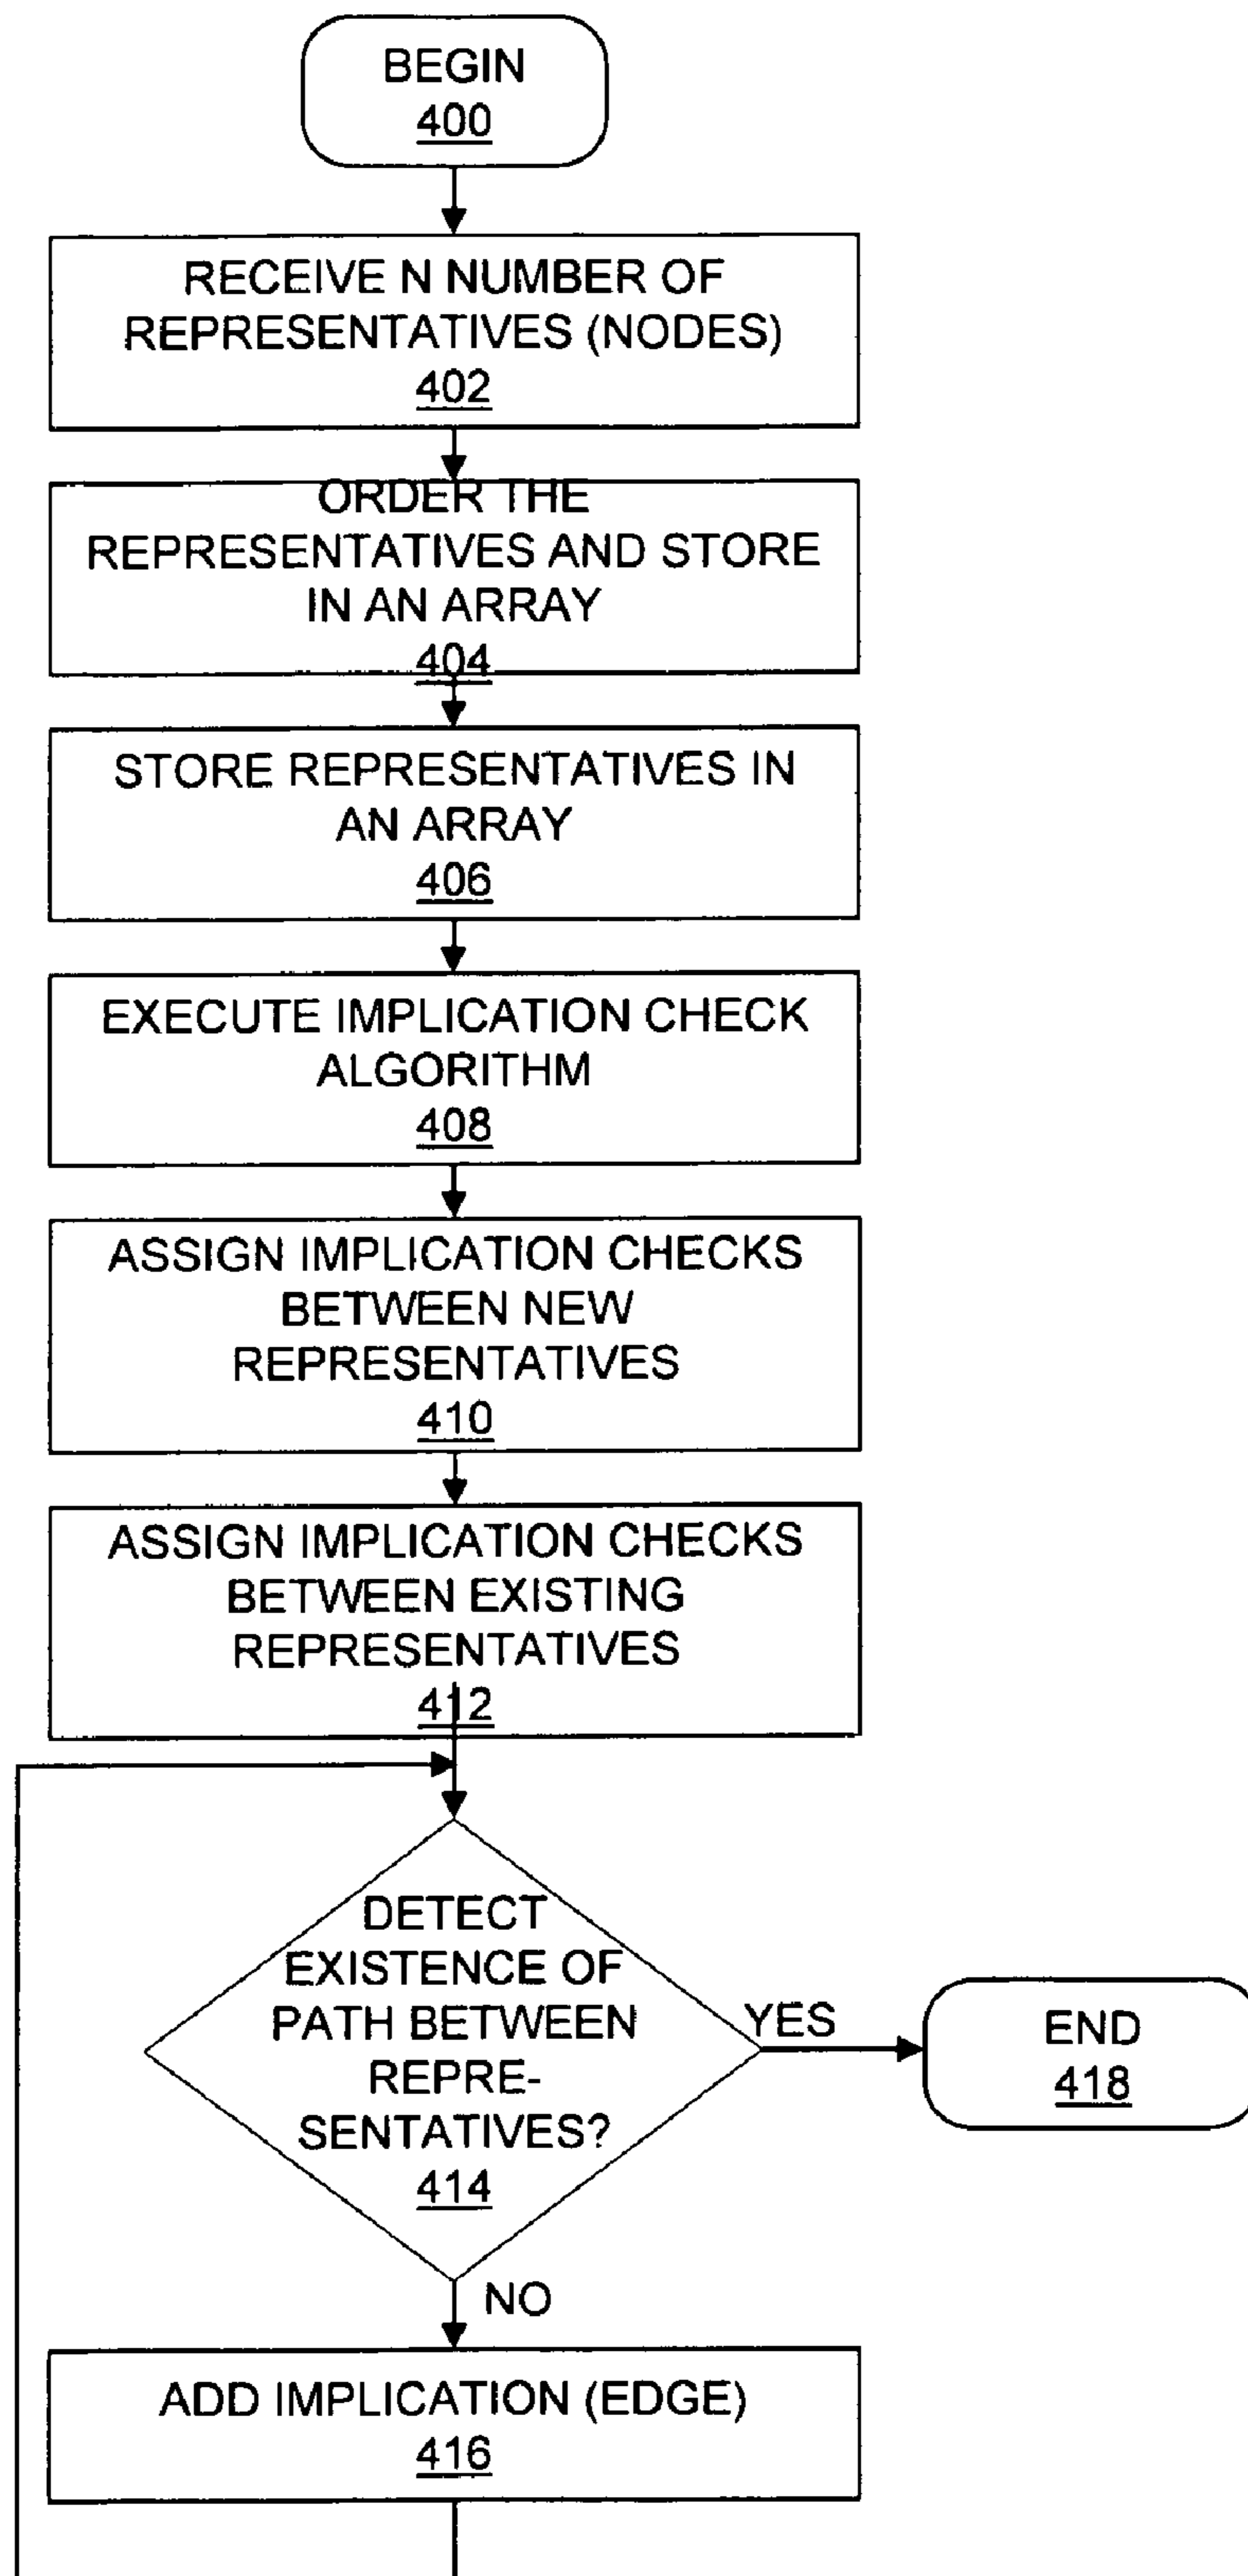 BEGIN
400
RECEIVE N NUMBER OF
REPRESENTATIVES (NODES)
402
ORDER THE
REPRESENTATIVES AND STORE
IN AN ARRAY
404
STORE REPRESENTATIVES IN
AN ARRAY
406
EXECUTE IMPLICATION CHECK
ALGORITHM
408
ASSIGN IMPLICATION CHECKS
BETWEEN NEW
REPRESENTATIVES
410
ASSIGN IMPLICATION CHECKS
BETWEEN EXISTING
REPRESENTATIVES
412
DETECT
EXISTENCE OF
PATH BETWEEN
REPRE-
SENTATIVES?
414
YES
END
418
NO
ADD IMPLICATION (EDGE)
416